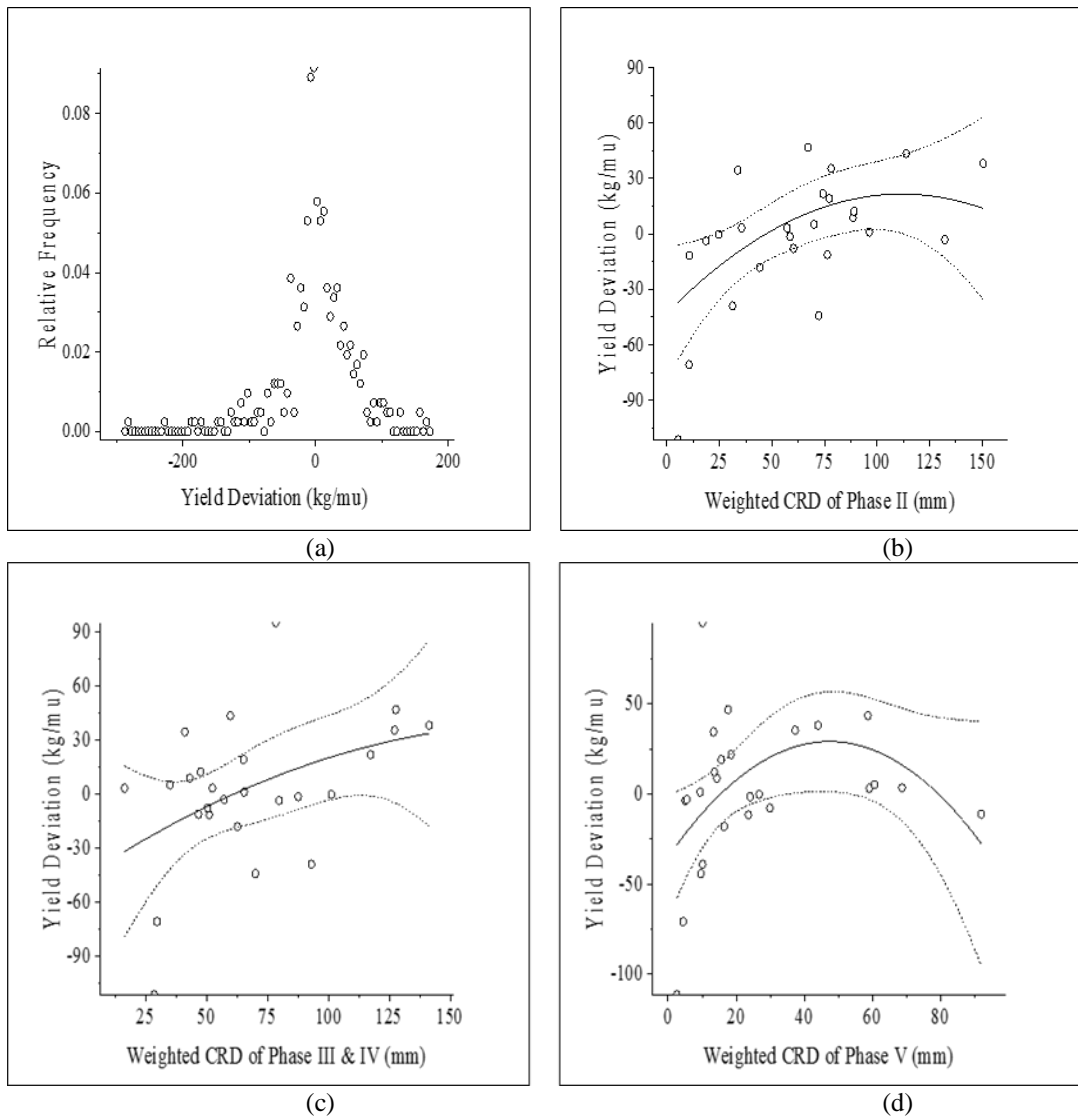 0.08
0.06
0.04
0.02
0.00
Relative Frequency
-200 0 200
Yield Deviation (kg/mu)
(a)
90
60
30
0
-30
-60
-90
Yield Deviation (kg/mu)
0 25 50 75 100 125 150
Weighted CRD of Phase II (mm)
(b)
90
60
30
0
-30
-60
-90
Yield Deviation (kg/mu)
25 50 75 100 125 150
Weighted CRD of Phase III & IV (mm)
(c)
50
0
-50
-100
Yield Deviation (kg/mu)
0 20 40 60 80
Weighted CRD of Phase V (mm)
(d)